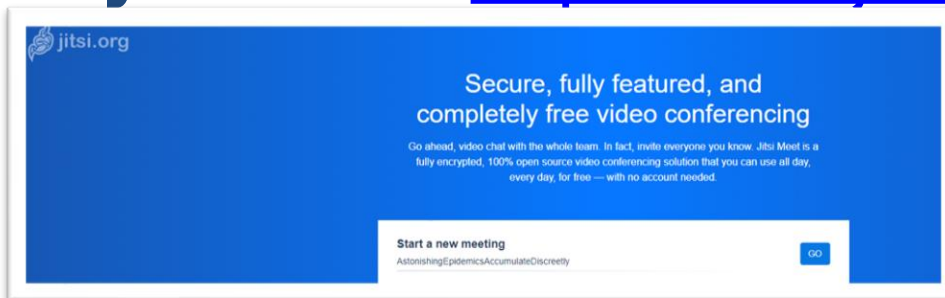 jitsi.org
Secure, fully featured, and
completely free video conferencing
Go ahead, video chat with the whole team. In fact, invite everyone you know. Jitsi Meet is a
fully encrypted, 100% open source video conferencing solution that you can use all day,
every day, for free — with no account needed.
Start a new meeting
GO
AstonishingEpidemicsAccumulateDiscreetly